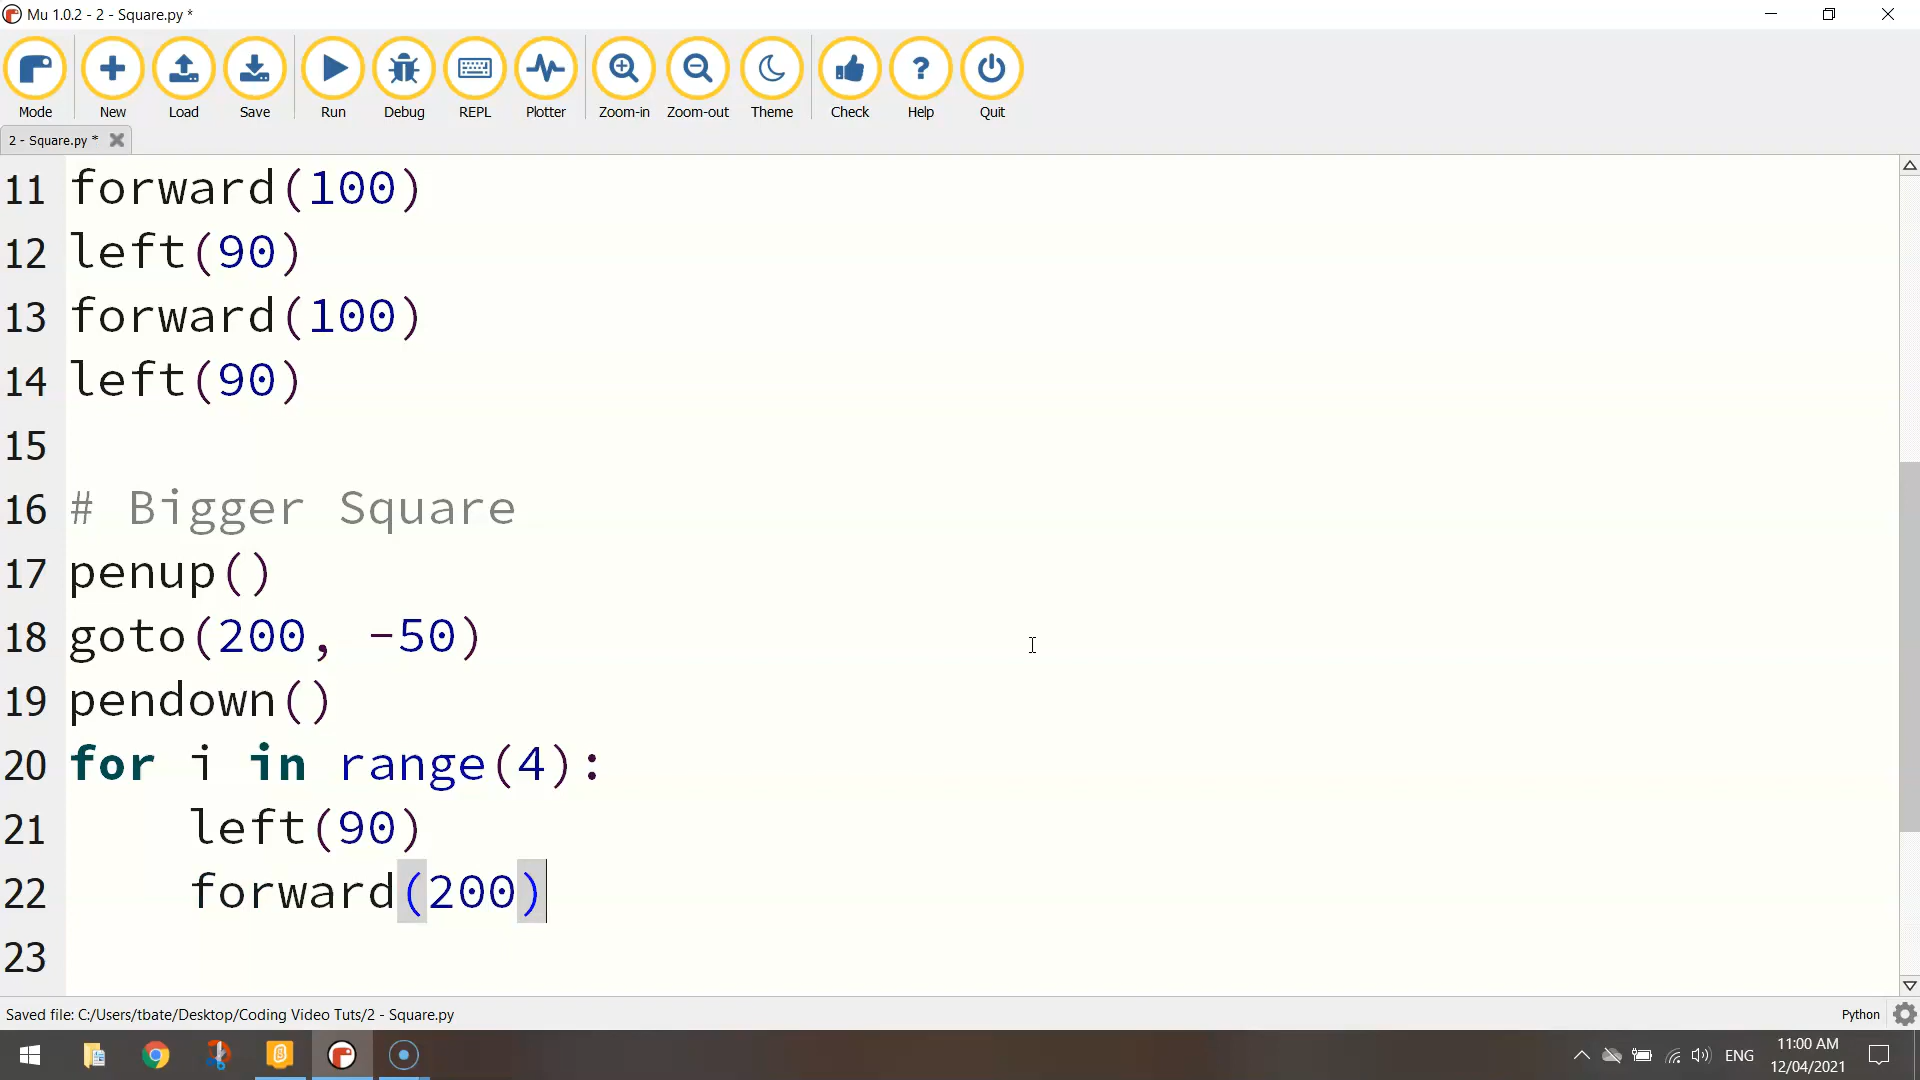 Mu 1.0.2 - 2 - Square.py *
Mode New Load Save Run Debug REPL Plotter Zoom-in Zoom-out Theme Check Help Quit
2 - Square.py *
11 forward(100)
12 left(90)
13 forward(100)
14 left(90)
15
16 # Bigger Square
17 penup()
18 goto(200, -50)
19 pendown()
20 for i in range(4):
21     left(90)
22     forward(200)
23
Saved file: C:/Users/tbate/Desktop/Coding Video Tuts/2 - Square.py
Python
ENG
11:00 AM
12/04/2021